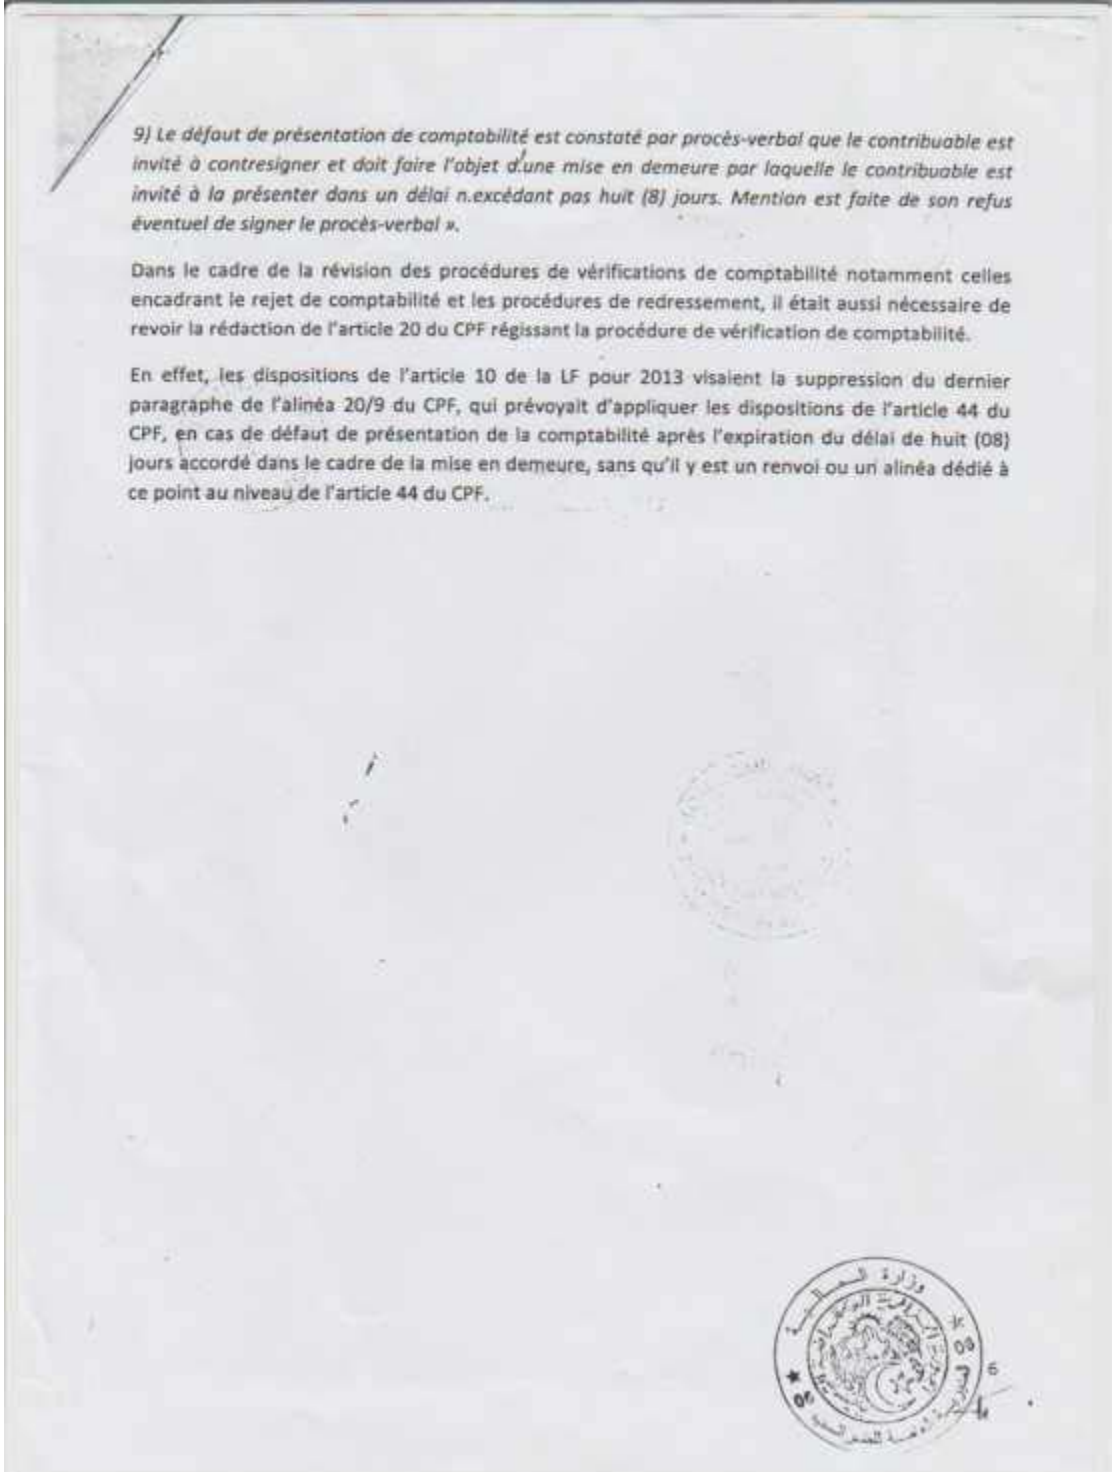 9) Le défaut de présentation de comptabilité est constaté par procès-verbal que le contribuable est
invité à contresigner et doit faire l'objet d'une mise en demeure par laquelle le contribuable est
invité à la présenter dans un délai n.excédant pas huit (8) jours. Mention est faite de son refus
éventuel de signer le procès-verbal ».
Dans le cadre de la révision des procédures de vérifications de comptabilité notamment celles
encadrant le rejet de comptabilité et les procédures de redressement, il était aussi nécessaire de
revoir la rédaction de l'article 20 du CPF régissant la procédure de vérification de comptabilité.
En effet, les dispositions de l'article 10 de la LF pour 2013 visaient la suppression du dernier
paragraphe de l'alinéa 20/9 du CPF, qui prévoyait d'appliquer les dispositions de l'article 44 du
CPF, en cas de défaut de présentation de la comptabilité après l'expiration du délai de huit (08)
jours accordé dans le cadre de la mise en demeure, sans qu'il y est un renvoi ou un alinéa dédié à
ce point au niveau de l'article 44 du CPF.
وزارة المالية
6